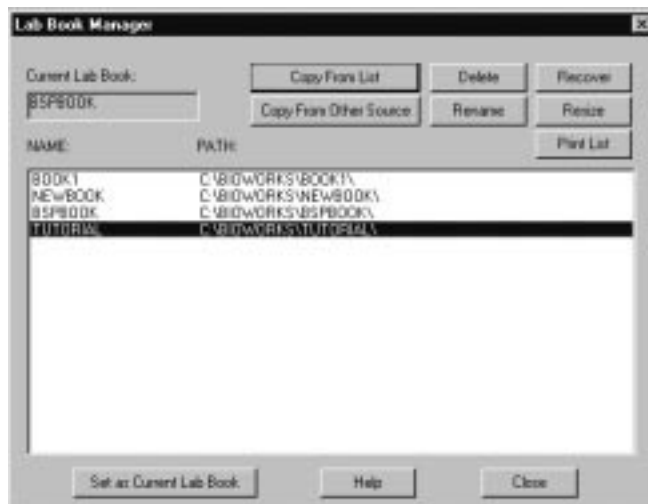 Lab Book Manager
Current Lab Book:
BSPBOOK
Copy From List
Delete
Recover
Copy From Other Source
Rename
Resize
Print List
NAME: PATH:
BOOK1 C:\BIOWORKS\BOOK1\
NEWBOOK C:\BIOWORKS\NEWBOOK\
BSPBOOK C:\BIOWORKS\BSPBOOK\
TUTORIAL C:\BIOWORKS\TUTORIAL\
Set as Current Lab Book
Help
Close